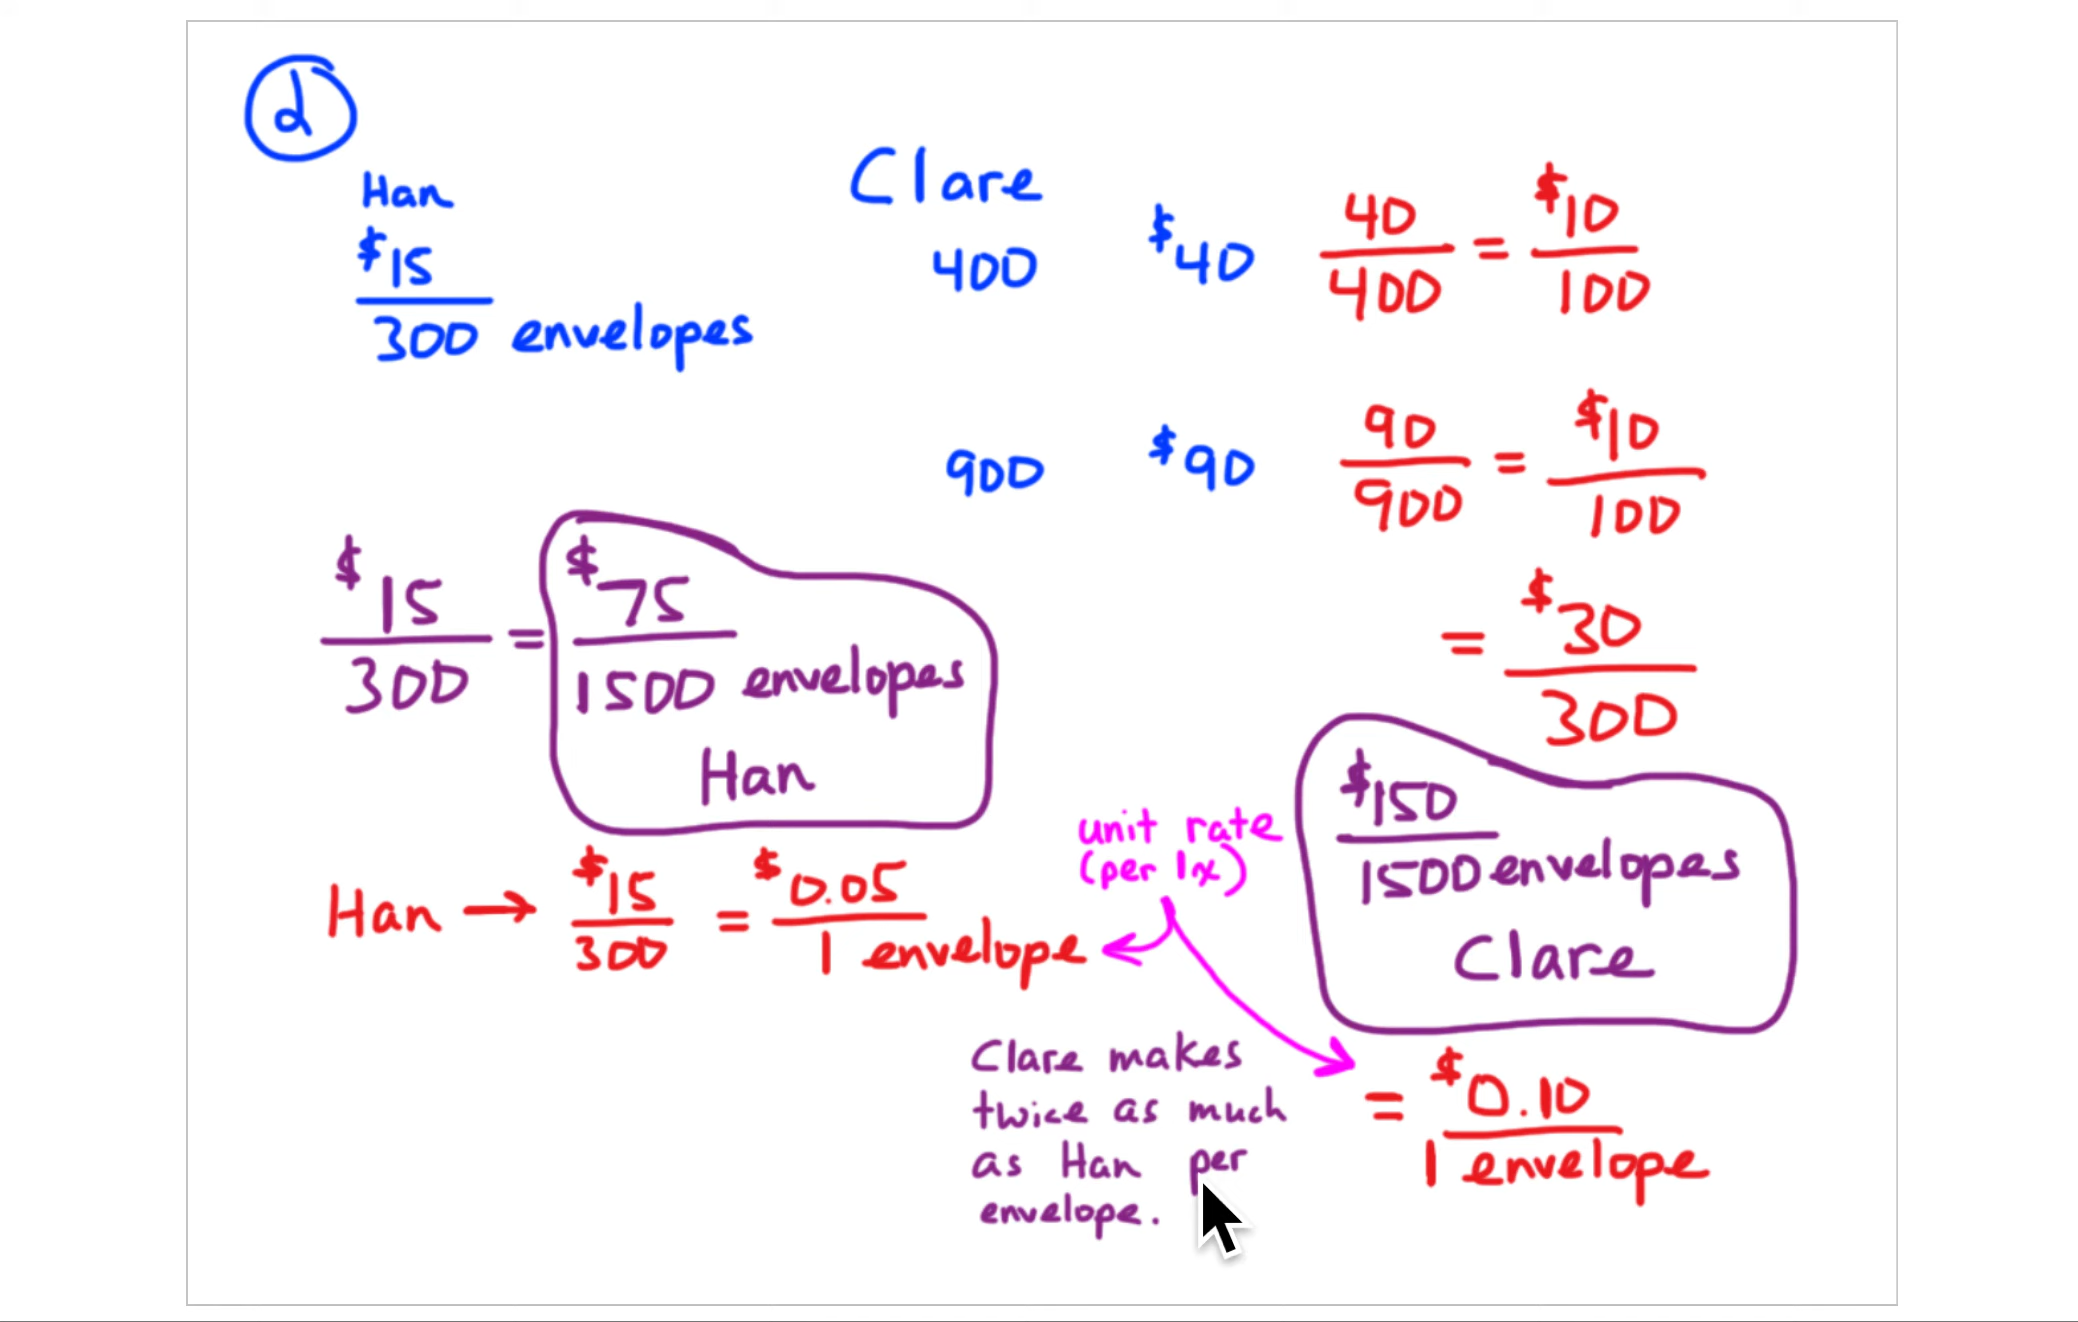 d
Han
$15
300 envelopes
Clare
400 $40 40/400 = $10/100
900 $90 90/900 = $10/100
= $30/300
$15/300 = $75/1500 envelopes
Han
$150
1500 envelopes
Clare
unit rate
(per 1x)
Han → $15/300 = $0.05/1 envelope
= $0.10/1 envelope
Clare makes
twice as much
as Han per
envelope.